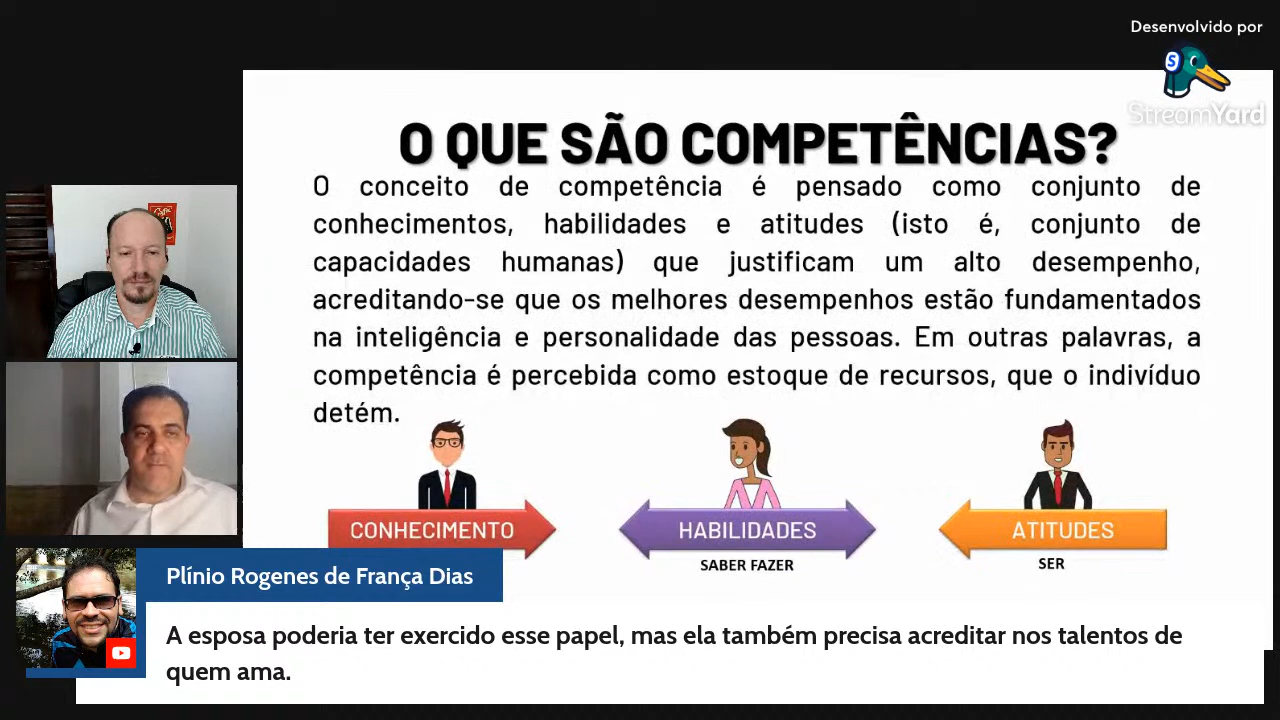 Desenvolvido por
StreamYard
O QUE SÃO COMPETÊNCIAS?
O conceito de competência é pensado como conjunto de
conhecimentos, habilidades e atitudes (isto é, conjunto de
capacidades humanas) que justificam um alto desempenho,
acreditando-se que os melhores desempenhos estão fundamentados
na inteligência e personalidade das pessoas. Em outras palavras, a
competência é percebida como estoque de recursos, que o indivíduo
detém.
CONHECIMENTO
HABILIDADES
ATITUDES
SABER FAZER
SER
Plínio Rogenes de França Dias
A esposa poderia ter exercido esse papel, mas ela também precisa acreditar nos talentos de
quem ama.